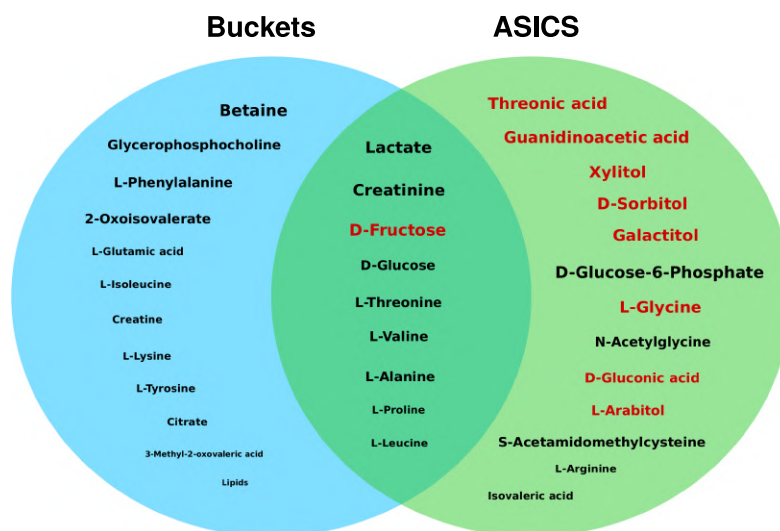 Buckets
ASICS
Betaine
Glycerophosphocholine
L-Phenylalanine
2-Oxoisovalerate
L-Glutamic acid
L-Isoleucine
Creatine
L-Lysine
L-Tyrosine
Citrate
3-Methyl-2-oxovaleric acid
Lipids
Lactate
Creatinine
D-Fructose
D-Glucose
L-Threonine
L-Valine
L-Alanine
L-Proline
L-Leucine
Threonic acid
Guanidinoacetic acid
Xylitol
D-Sorbitol
Galactitol
D-Glucose-6-Phosphate
L-Glycine
N-Acetylglycine
D-Gluconic acid
L-Arabitol
S-Acetamidomethylcysteine
L-Arginine
Isovaleric acid